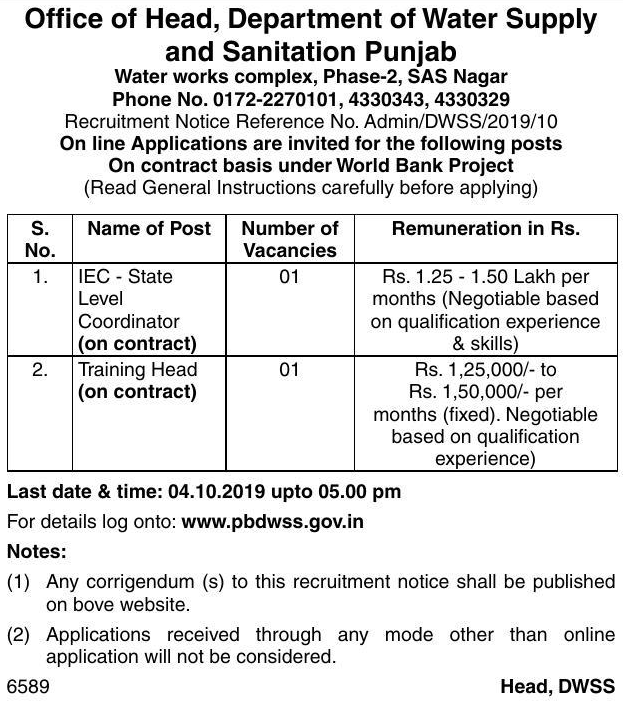 Office of Head, Department of Water Supply
and Sanitation Punjab
Water works complex, Phase-2, SAS Nagar
Phone No. 0172-2270101, 4330343, 4330329
Recruitment Notice Reference No. Admin/DWSS/2019/10
On line Applications are invited for the following posts
On contract basis under World Bank Project
(Read General Instructions carefully before applying)
S. No. Name of Post Number of Vacancies Remuneration in Rs.
1. IEC - State Level Coordinator (on contract) 01 Rs. 1.25 - 1.50 Lakh per months (Negotiable based on qualification experience & skills)
2. Training Head (on contract) 01 Rs. 1,25,000/- to Rs. 1,50,000/- per months (fixed). Negotiable based on qualification experience)
Last date & time: 04.10.2019 upto 05.00 pm
For details log onto: www.pbdwss.gov.in
Notes:
(1) Any corrigendum (s) to this recruitment notice shall be published
on bove website.
(2) Applications received through any mode other than online
application will not be considered.
6589 Head, DWSS